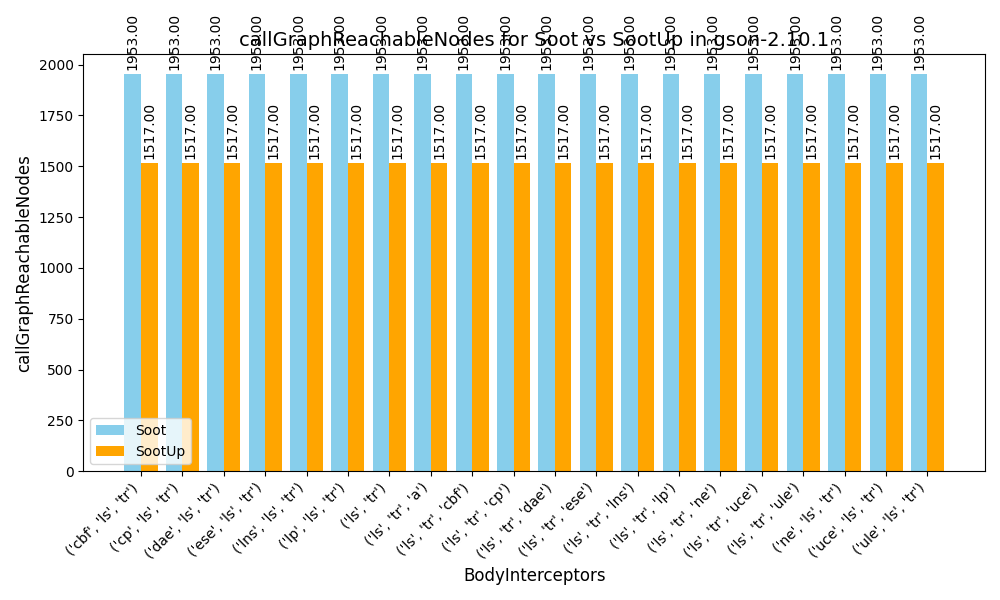 callGraphReachableNodes for Soot vs SootUp in gson-2.10.1
1953.00 1953.00 1953.00 1953.00 1953.00 1953.00 1953.00 1953.00 1953.00 1953.00 1953.00 1953.00 1953.00 1953.00 1953.00 1953.00 1953.00 1953.00 1953.00 1953.00
1517.00 1517.00 1517.00 1517.00 1517.00 1517.00 1517.00 1517.00 1517.00 1517.00 1517.00 1517.00 1517.00 1517.00 1517.00 1517.00 1517.00 1517.00 1517.00 1517.00
callGraphReachableNodes
2000
1750
1500
1250
1000
750
500
250
0
Soot
SootUp
('cbf', 'ls', 'tr')
('cp', 'ls', 'tr')
('dae', 'ls', 'tr')
('ese', 'ls', 'tr')
('lns', 'ls', 'tr')
('lp', 'ls', 'tr')
('ls', 'tr')
('ls', 'tr', 'a')
('ls', 'tr', 'cbf')
('ls', 'tr', 'cp')
('ls', 'tr', 'dae')
('ls', 'tr', 'ese')
('ls', 'tr', 'lns')
('ls', 'tr', 'lp')
('ls', 'tr', 'ne')
('ls', 'tr', 'uce')
('ls', 'tr', 'ule')
('ne', 'ls', 'tr')
('uce', 'ls', 'tr')
('ule', 'ls', 'tr')
BodyInterceptors